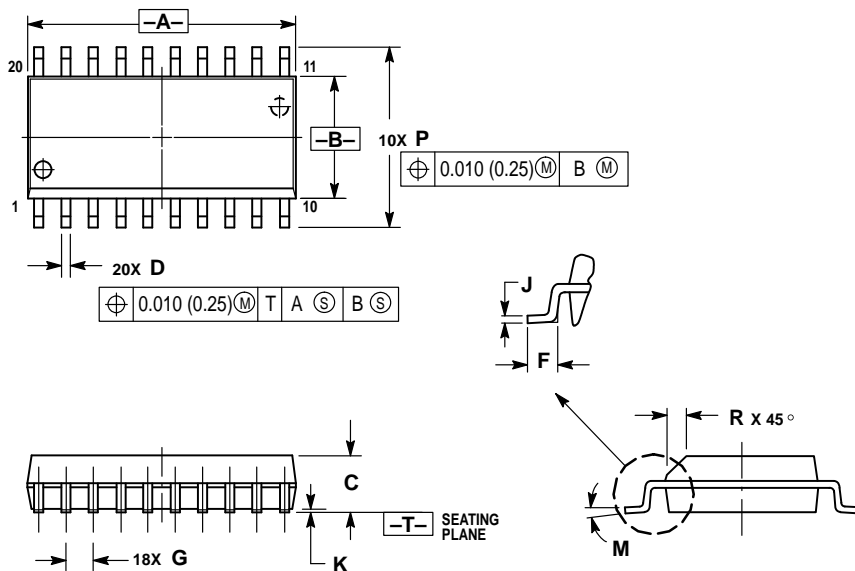 –A–
20 11
–B–
10X P
⌖ 0.010 (0.25) Ⓜ B Ⓜ
1 10
20X D
⌖ 0.010 (0.25) Ⓜ T A Ⓢ B Ⓢ
J
F
R X 45°
C
–T– SEATING
PLANE
M
18X G
K